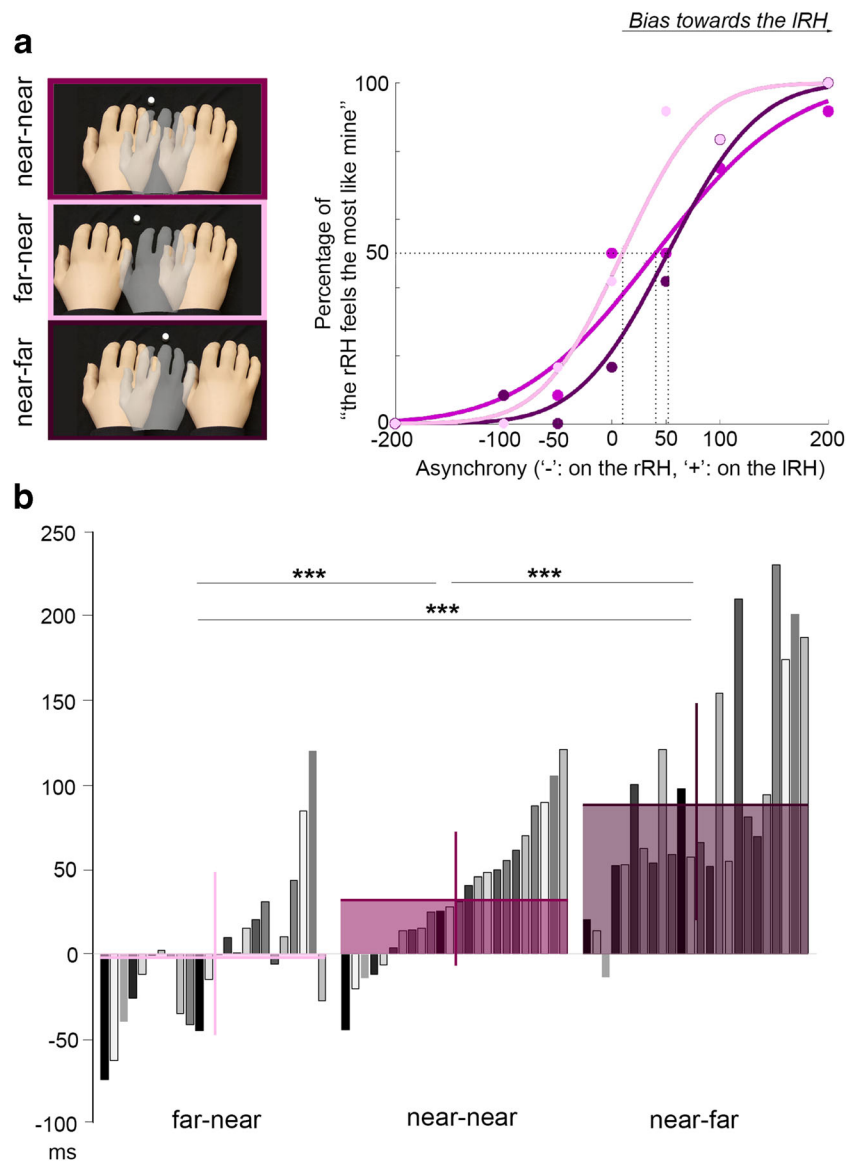 Bias towards the lRH
a
near-near
far-near
near-far
Percentage of
“the rRH feels the most like mine”
100
50
0
-200
-100
-50
0
50
100
200
Asynchrony (‘-’: on the rRH, ‘+’: on the lRH)
b
250
200
150
100
50
0
-50
-100
ms
***
***
***
far-near
near-near
near-far